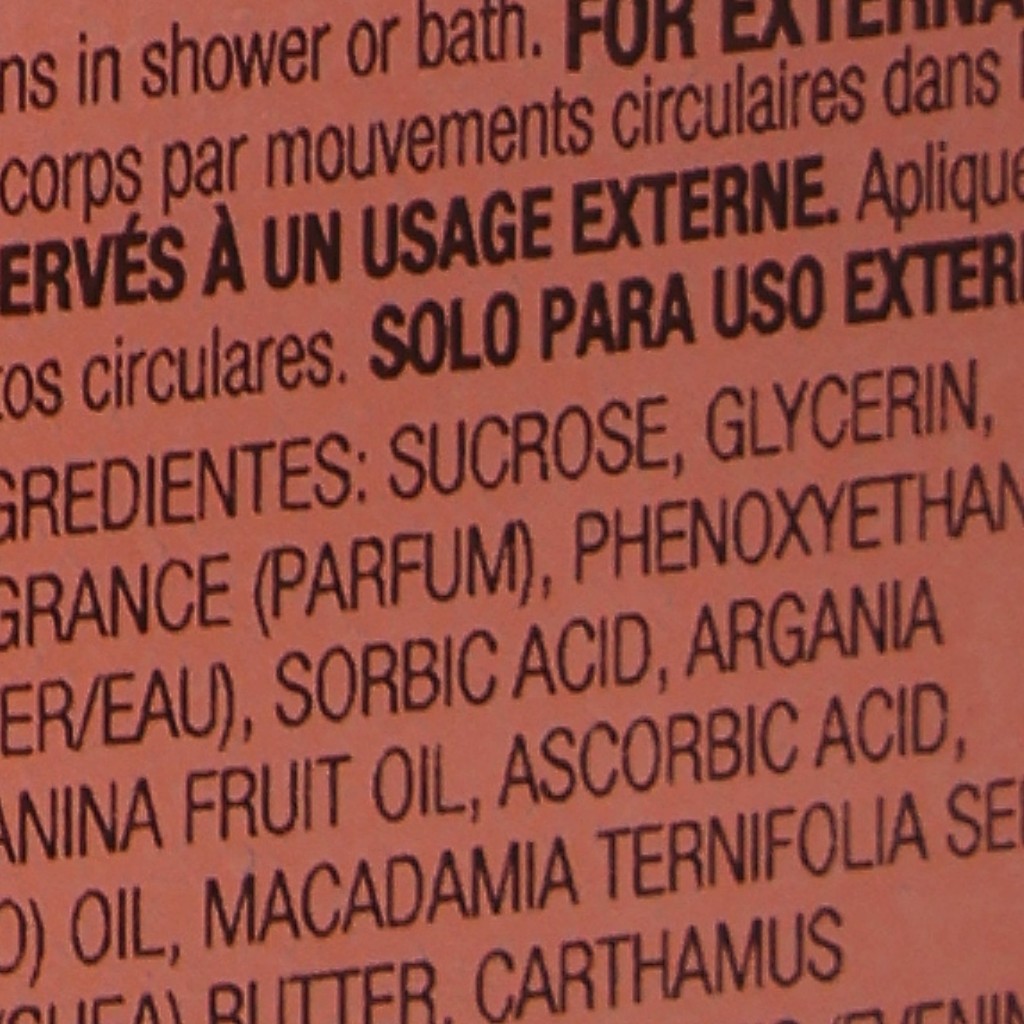 ns in shower or bath. FOR EXTERNA
corps par mouvements circulaires dans
ERVÉS À UN USAGE EXTERNE. Aplique
tos circulares. SOLO PARA USO EXTER
GREDIENTES: SUCROSE, GLYCERIN,
GRANCE (PARFUM), PHENOXYETHAN
ER/EAU), SORBIC ACID, ARGANIA
ANINA FRUIT OIL, ASCORBIC ACID,
O) OIL, MACADAMIA TERNIFOLIA SE
(SHEA) BUTTER, CARTHAMUS